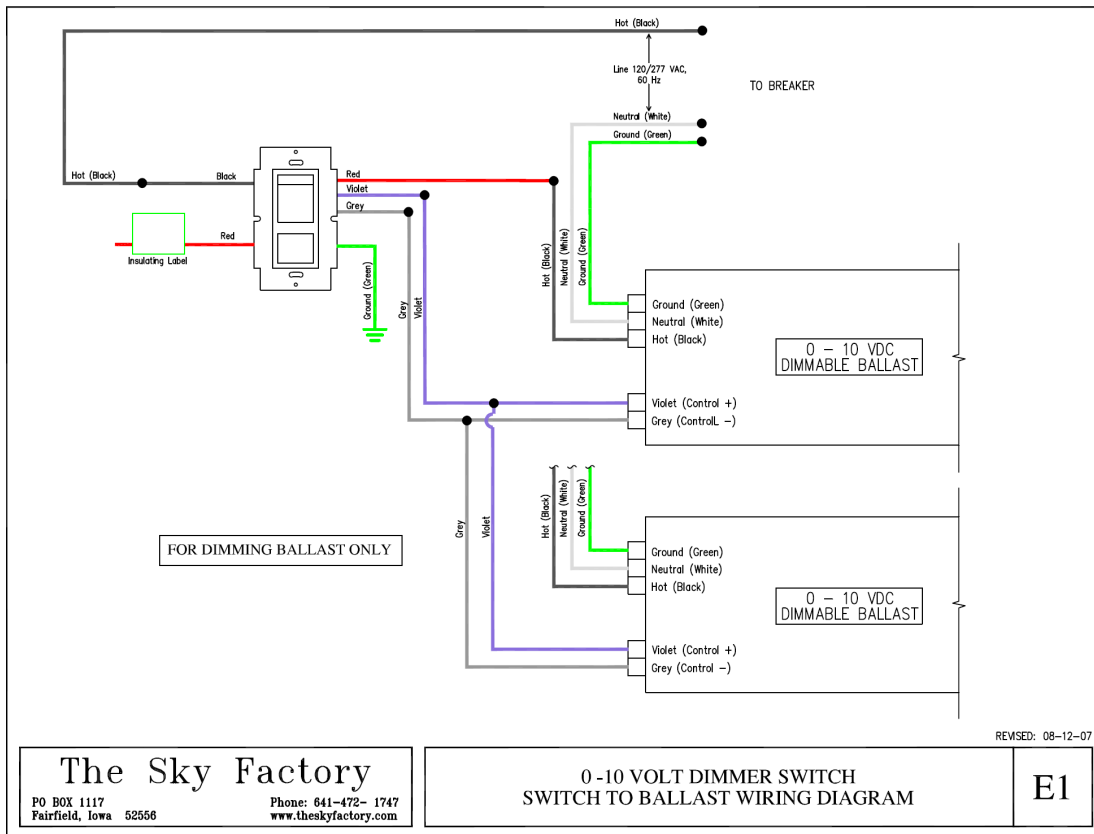 Hot (Black)
Line 120/277 VAC,
60 Hz
TO BREAKER
Neutral (White)
Ground (Green)
Hot (Black)
Black
Red
Violet
Grey
Red
Insulating Label
Ground (Green)
Grey
Violet
Hot (Black)
Neutral (White)
Ground (Green)
Ground (Green)
Neutral (White)
Hot (Black)
0 - 10 VDC
DIMMABLE BALLAST
Violet (Control +)
Grey (ControlL -)
Grey
Violet
Hot (Black)
Neutral (White)
Ground (Green)
FOR DIMMING BALLAST ONLY
Ground (Green)
Neutral (White)
Hot (Black)
0 - 10 VDC
DIMMABLE BALLAST
Violet (Control +)
Grey (Control -)
REVISED: 08-12-07
The Sky Factory
PO BOX 1117
Fairfield, Iowa 52556
Phone: 641-472- 1747
www.theskyfactory.com
0 -10 VOLT DIMMER SWITCH
SWITCH TO BALLAST WIRING DIAGRAM
E1